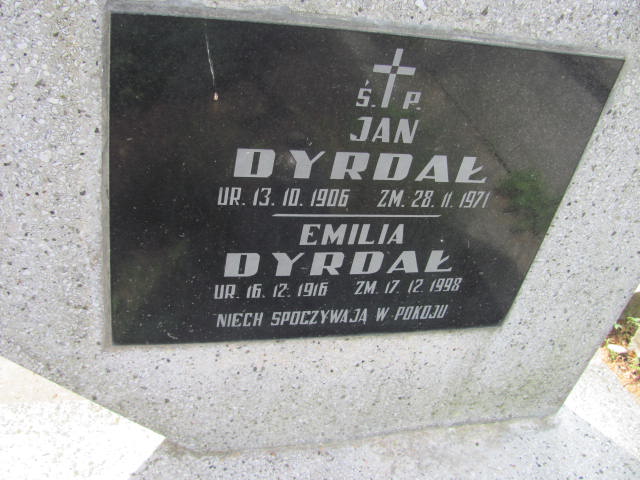 Ś. P.
JAN
DYRDAŁ
UR. 13. 10. 1906 ZM. 28. 11. 1971
EMILIA
DYRDAŁ
UR. 16. 12. 1916 ZM. 17. 12. 1998
NIECH SPOCZYWAJĄ W POKOJU